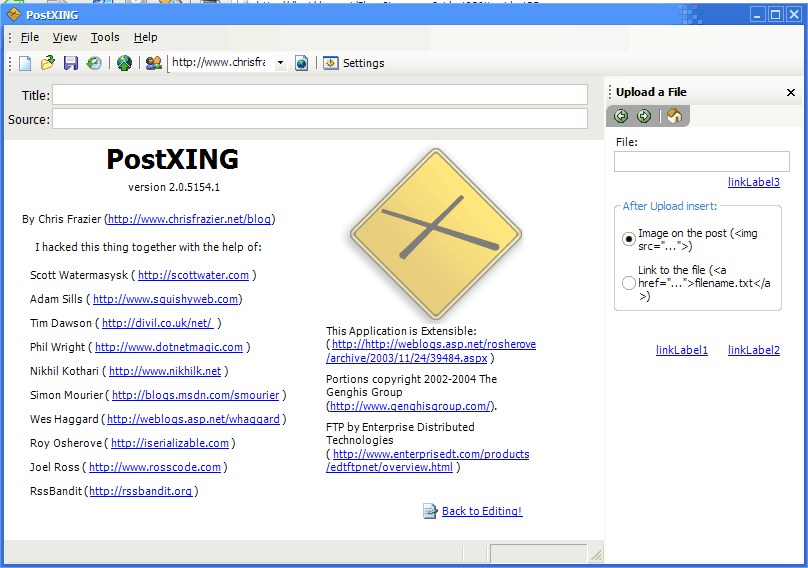 PostXING
File View Tools Help
http://www.chrisfra Settings
Title:
Source:
PostXING
version 2.0.5154.1
By Chris Frazier (http://www.chrisfrazier.net/blog)
I hacked this thing together with the help of:
Scott Watermasysk ( http://scottwater.com )
Adam Sills ( http://www.squishyweb.com)
Tim Dawson ( http://divil.co.uk/net/ )
Phil Wright ( http://www.dotnetmagic.com )
Nikhil Kothari ( http://www.nikhilk.net )
Simon Mourier ( http://blogs.msdn.com/smourier )
Wes Haggard ( http://weblogs.asp.net/whaggard )
Roy Osherove ( http://iserializable.com )
Joel Ross ( http://www.rosscode.com )
RssBandit (http://rssbandit.org )
This Application is Extensible:
( http://http://weblogs.asp.net/rosherove
/archive/2003/11/24/39484.aspx )
Portions copyright 2002-2004 The
Genghis Group
(http://www.genghisgroup.com/).
FTP by Enterprise Distributed
Technologies
( http://www.enterprisedt.com/products
/edtftpnet/overview.html )
Back to Editing!
Upload a File
File:
linkLabel3
After Upload insert:
Image on the post (<img
src="...">)
Link to the file (<a
href="...">filename.txt</a
>)
linkLabel1 linkLabel2